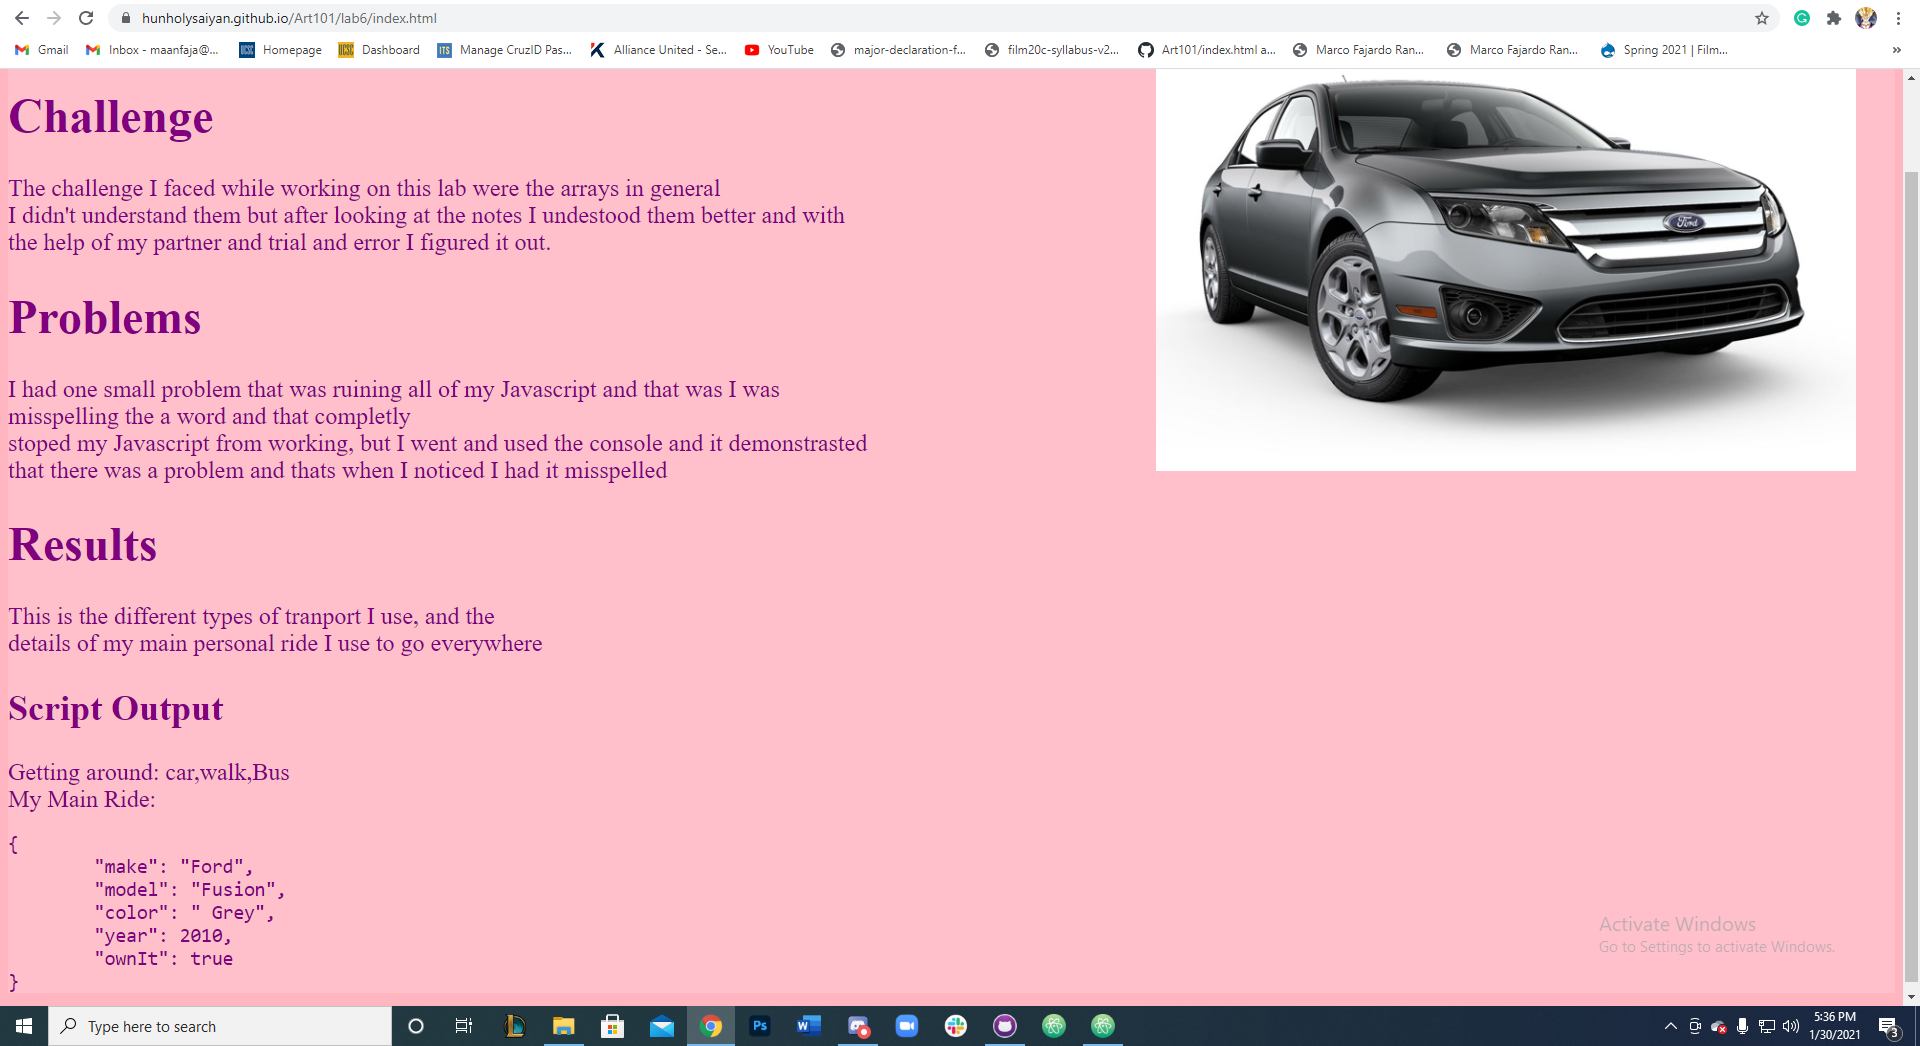 hunholysaiyan.github.io/Art101/lab6/index.html
Gmail
Inbox - maanfaja@...
UCSC
Homepage
UCSC
Dashboard
ITS
Manage CruzID Pas...
Alliance United - Se...
YouTube
major-declaration-f...
film20c-syllabus-v2...
Art101/index.html a...
Marco Fajardo Ran...
Marco Fajardo Ran...
Spring 2021 | Film...
»
Challenge
The challenge I faced while working on this lab were the arrays in general
I didn't understand them but after looking at the notes I undestood them better and with
the help of my partner and trial and error I figured it out.
Ford
Problems
I had one small problem that was ruining all of my Javascript and that was I was
misspelling the a word and that completly
stoped my Javascript from working, but I went and used the console and it demonstrasted
that there was a problem and thats when I noticed I had it misspelled
Results
This is the different types of tranport I use, and the
details of my main personal ride I use to go everywhere
Script Output
Getting around: car,walk,Bus
My Main Ride:
{
"make": "Ford",
"model": "Fusion",
"color": " Grey",
"year": 2010,
"ownIt": true
}
Activate Windows
Go to Settings to activate Windows.
Type here to search
Ps
5:36 PM
1/30/2021
3